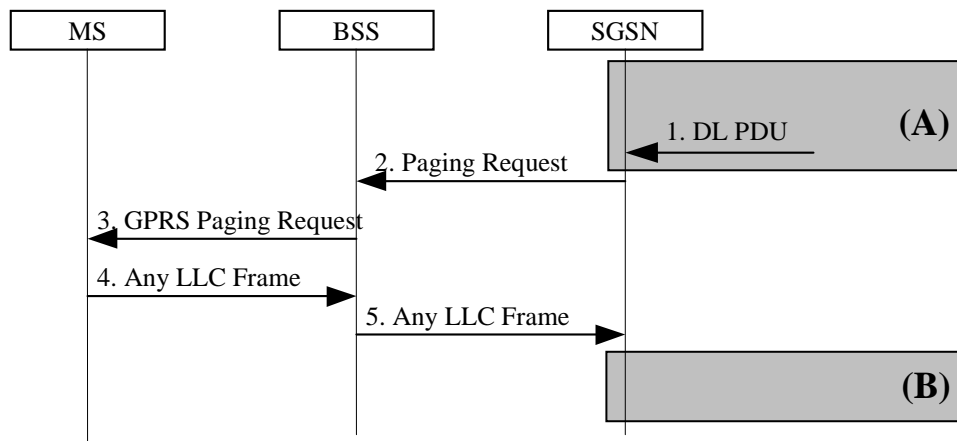 MS
BSS
SGSN
(A)
1. DL PDU
2. Paging Request
3. GPRS Paging Request
4. Any LLC Frame
5. Any LLC Frame
(B)